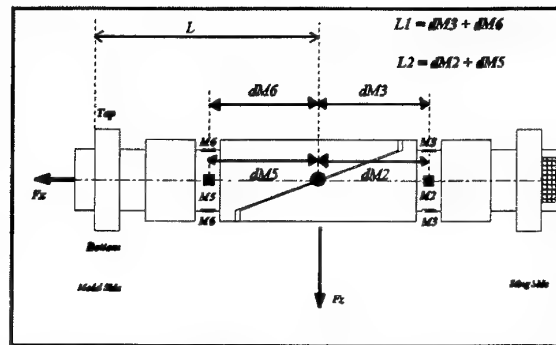 L
L1 = dM3 + dM6
L2 = dM2 + dM5
dM6
dM3
Top
M6
M3
dM5
dM2
Fx
M5
M2
M6
M3
Bottom
Model Side
Sting Side
Fz